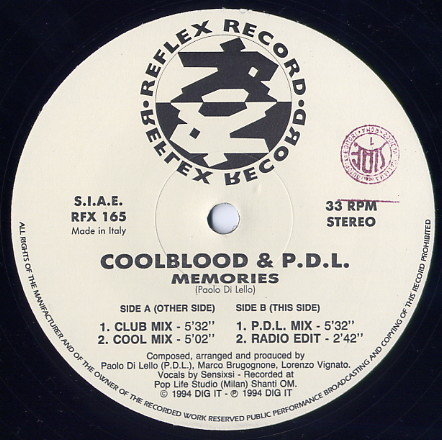 REFLEX RECORD
REFLEX RECORD
S.I.A.E.
RFX 165
Made in Italy
33 RPM
STEREO
COOLBLOOD & P.D.L.
MEMORIES
(Paolo Di Lello)
SIDE A (OTHER SIDE)
1. CLUB MIX - 5'32"
2. COOL MIX - 5'02"
SIDE B (THIS SIDE)
1. P.D.L. MIX - 5'32"
2. RADIO EDIT - 2'42"
Composed, arranged and produced by
Paolo Di Lello (P.D.L.), Marco Brugognone, Lorenzo Vignato.
Vocals by Sensixsi - Recorded at
Pop Life Studio (Milan) Shanti OM.
© 1994 DIG IT - ℗ 1994 DIG IT
ALL RIGHTS OF THE MANUFACTURER AND OF THE OWNER OF THE RECORDED WORK RESERVED PUBLIC PERFORMANCE BROADCASTING AND COPYING OF THIS RECORD PROHIBITED